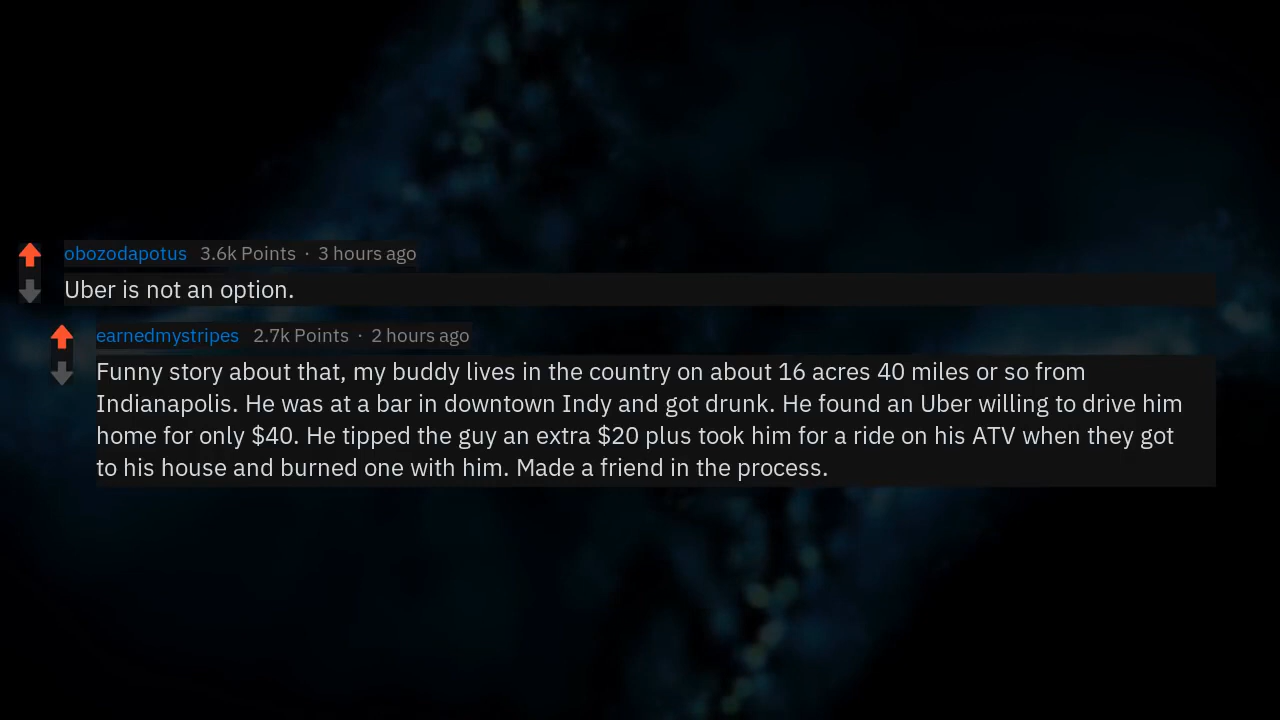 obozodapotus 3.6k Points · 3 hours ago
Uber is not an option.
earnedmystripes 2.7k Points · 2 hours ago
Funny story about that, my buddy lives in the country on about 16 acres 40 miles or so from
Indianapolis. He was at a bar in downtown Indy and got drunk. He found an Uber willing to drive him
home for only $40. He tipped the guy an extra $20 plus took him for a ride on his ATV when they got
to his house and burned one with him. Made a friend in the process.